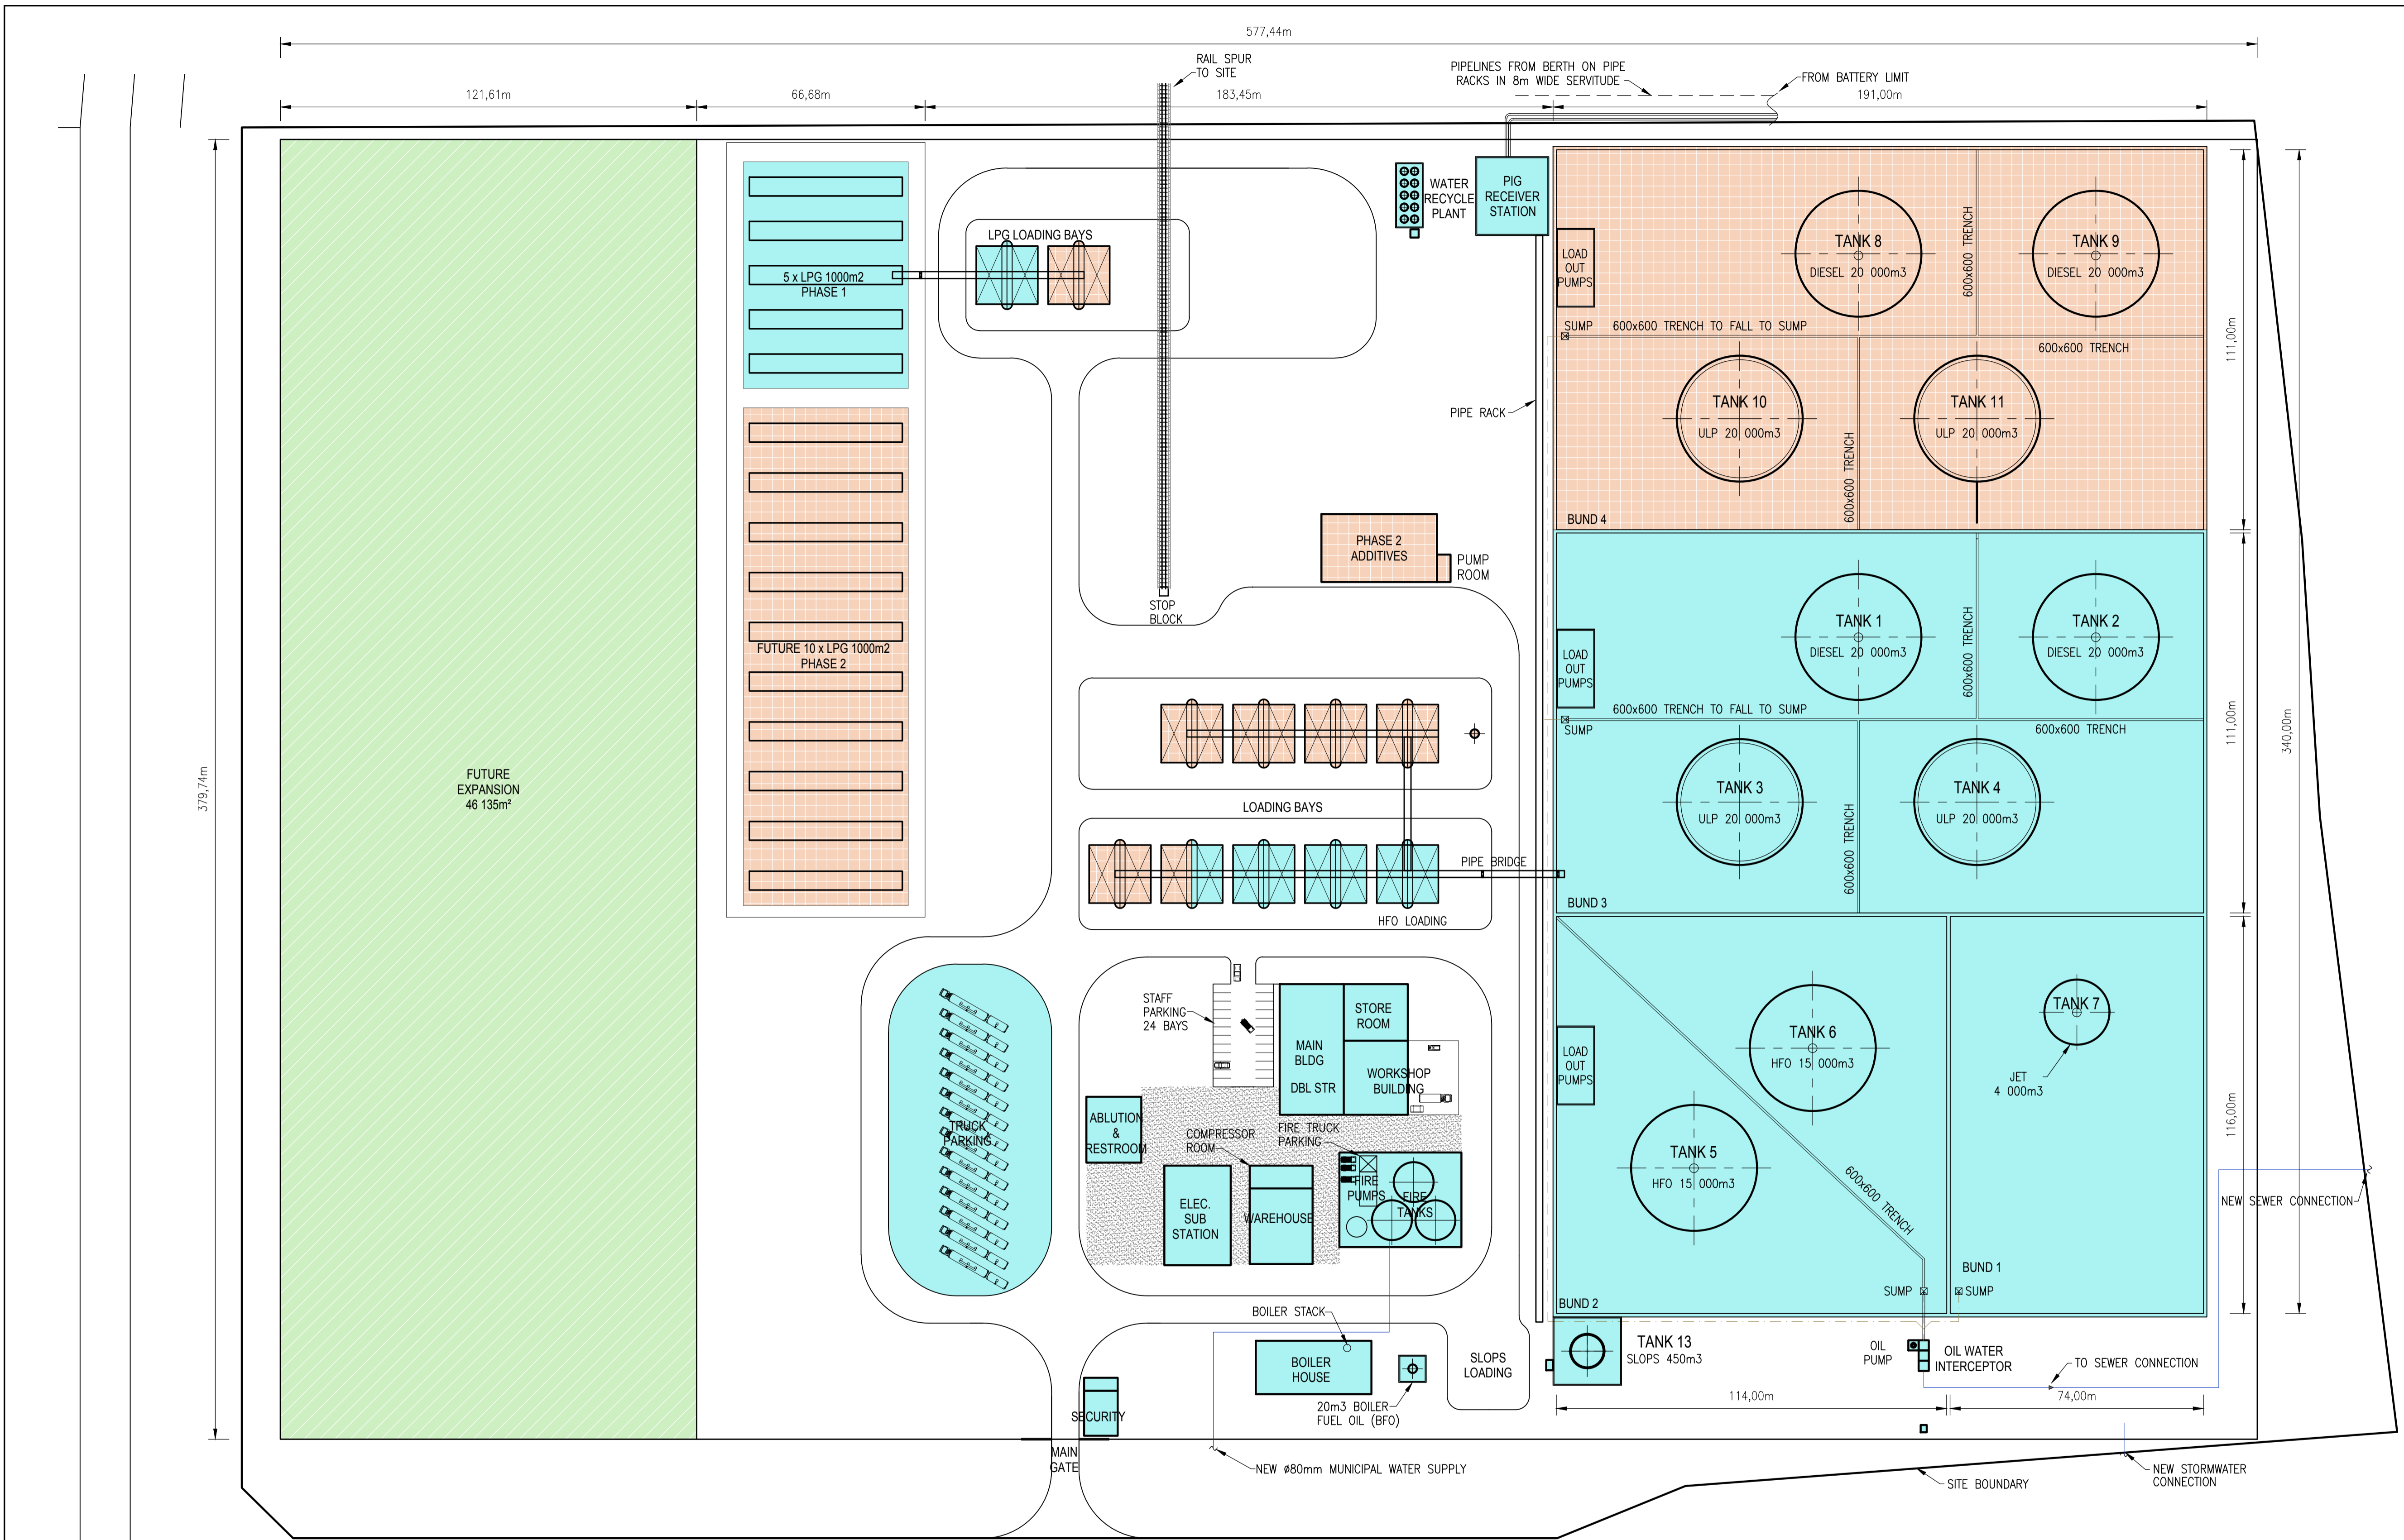 577,44m
RAIL SPUR
TO SITE
PIPELINES FROM BERTH ON PIPE
RACKS IN 8m WIDE SERVITUDE
FROM BATTERY LIMIT
121,61m
66,68m
183,45m
191,00m
LPG LOADING BAYS
WATER
RECYCLE
PLANT
PIG
RECEIVER
STATION
5 x LPG 1000m2
PHASE 1
LOAD
OUT
PUMPS
TANK 8
DIESEL 20 000m3
600x600 TRENCH
TANK 9
DIESEL 20 000m3
SUMP
600x600 TRENCH TO FALL TO SUMP
600x600 TRENCH
111,00m
PIPE RACK
TANK 10
ULP 20 000m3
TANK 11
ULP 20 000m3
600x600 TRENCH
BUND 4
PHASE 2
ADDITIVES
PUMP
ROOM
STOP
BLOCK
FUTURE 10 x LPG 1000m2
PHASE 2
LOAD
OUT
PUMPS
TANK 1
DIESEL 20 000m3
600x600 TRENCH
TANK 2
DIESEL 20 000m3
600x600 TRENCH TO FALL TO SUMP
SUMP
600x600 TRENCH
111,00m
340,00m
379,74m
FUTURE
EXPANSION
46 135m²
LOADING BAYS
TANK 3
ULP 20 000m3
TANK 4
ULP 20 000m3
600x600 TRENCH
PIPE BRIDGE
HFO LOADING
BUND 3
STAFF
PARKING
24 BAYS
STORE
ROOM
MAIN
BLDG
DBL STR
WORKSHOP
BUILDING
LOAD
OUT
PUMPS
TANK 6
HFO 15 000m3
TANK 7
JET
4 000m3
116,00m
TRUCK
PARKING
ABLUTION
&
RESTROOM
COMPRESSOR
ROOM
FIRE TRUCK
PARKING
FIRE
PUMPS
FIRE
TANKS
ELEC.
SUB
STATION
WAREHOUSE
TANK 5
HFO 15 000m3
600x600 TRENCH
NEW SEWER CONNECTION
BUND 1
SUMP
SUMP
BUND 2
BOILER STACK
BOILER
HOUSE
20m3 BOILER
FUEL OIL (BFO)
SLOPS
LOADING
TANK 13
SLOPS 450m3
OIL
PUMP
OIL WATER
INTERCEPTOR
TO SEWER CONNECTION
114,00m
74,00m
SECURITY
MAIN
GATE
NEW Ø80mm MUNICIPAL WATER SUPPLY
SITE BOUNDARY
NEW STORMWATER
CONNECTION